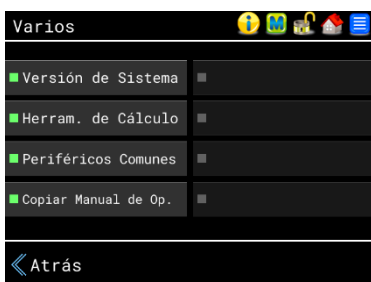 Varios
Versión de Sistema
Herram. de Cálculo
Periféricos Comunes
Copiar Manual de Op.
Atrás